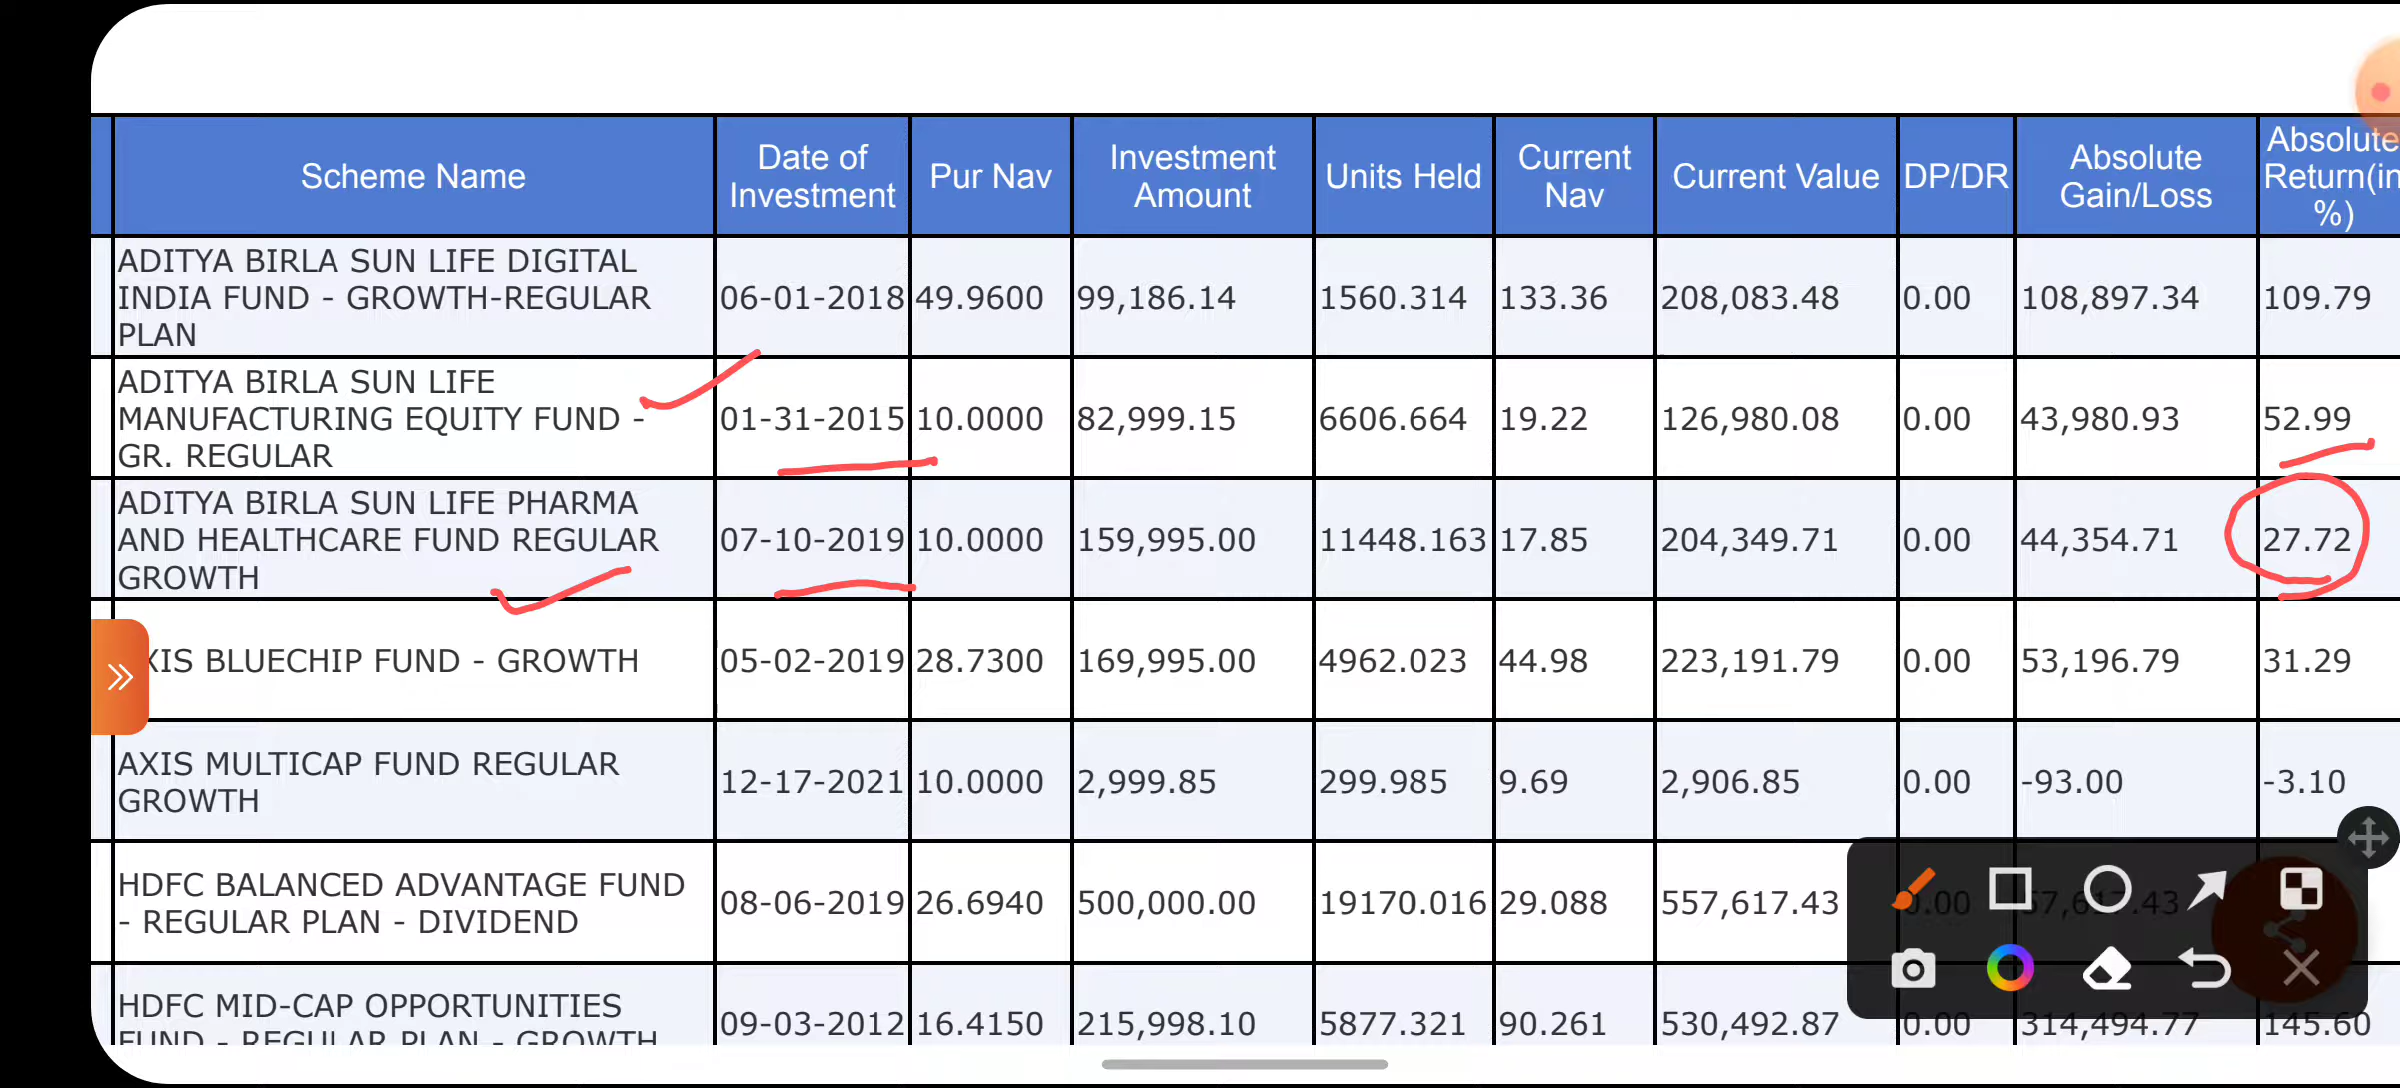 Scheme Name Date of Investment Pur Nav Investment Amount Units Held Current Nav Current Value DP/DR Absolute Gain/Loss Absolute Return(in %)
ADITYA BIRLA SUN LIFE DIGITAL
INDIA FUND - GROWTH-REGULAR
PLAN
06-01-2018 49.9600 99,186.14 1560.314 133.36 208,083.48 0.00 108,897.34 109.79
ADITYA BIRLA SUN LIFE
MANUFACTURING EQUITY FUND -
GR. REGULAR
01-31-2015 10.0000 82,999.15 6606.664 19.22 126,980.08 0.00 43,980.93 52.99
ADITYA BIRLA SUN LIFE PHARMA
AND HEALTHCARE FUND REGULAR
GROWTH
07-10-2019 10.0000 159,995.00 11448.163 17.85 204,349.71 0.00 44,354.71 27.72
XIS BLUECHIP FUND - GROWTH 05-02-2019 28.7300 169,995.00 4962.023 44.98 223,191.79 0.00 53,196.79 31.29
AXIS MULTICAP FUND REGULAR
GROWTH
12-17-2021 10.0000 2,999.85 299.985 9.69 2,906.85 0.00 -93.00 -3.10
HDFC BALANCED ADVANTAGE FUND
- REGULAR PLAN - DIVIDEND
08-06-2019 26.6940 500,000.00 19170.016 29.088 557,617.43 0.00 57,617.43
HDFC MID-CAP OPPORTUNITIES
FUND - REGULAR PLAN - GROWTH
09-03-2012 16.4150 215,998.10 5877.321 90.261 530,492.87 0.00 314,494.77 145.60